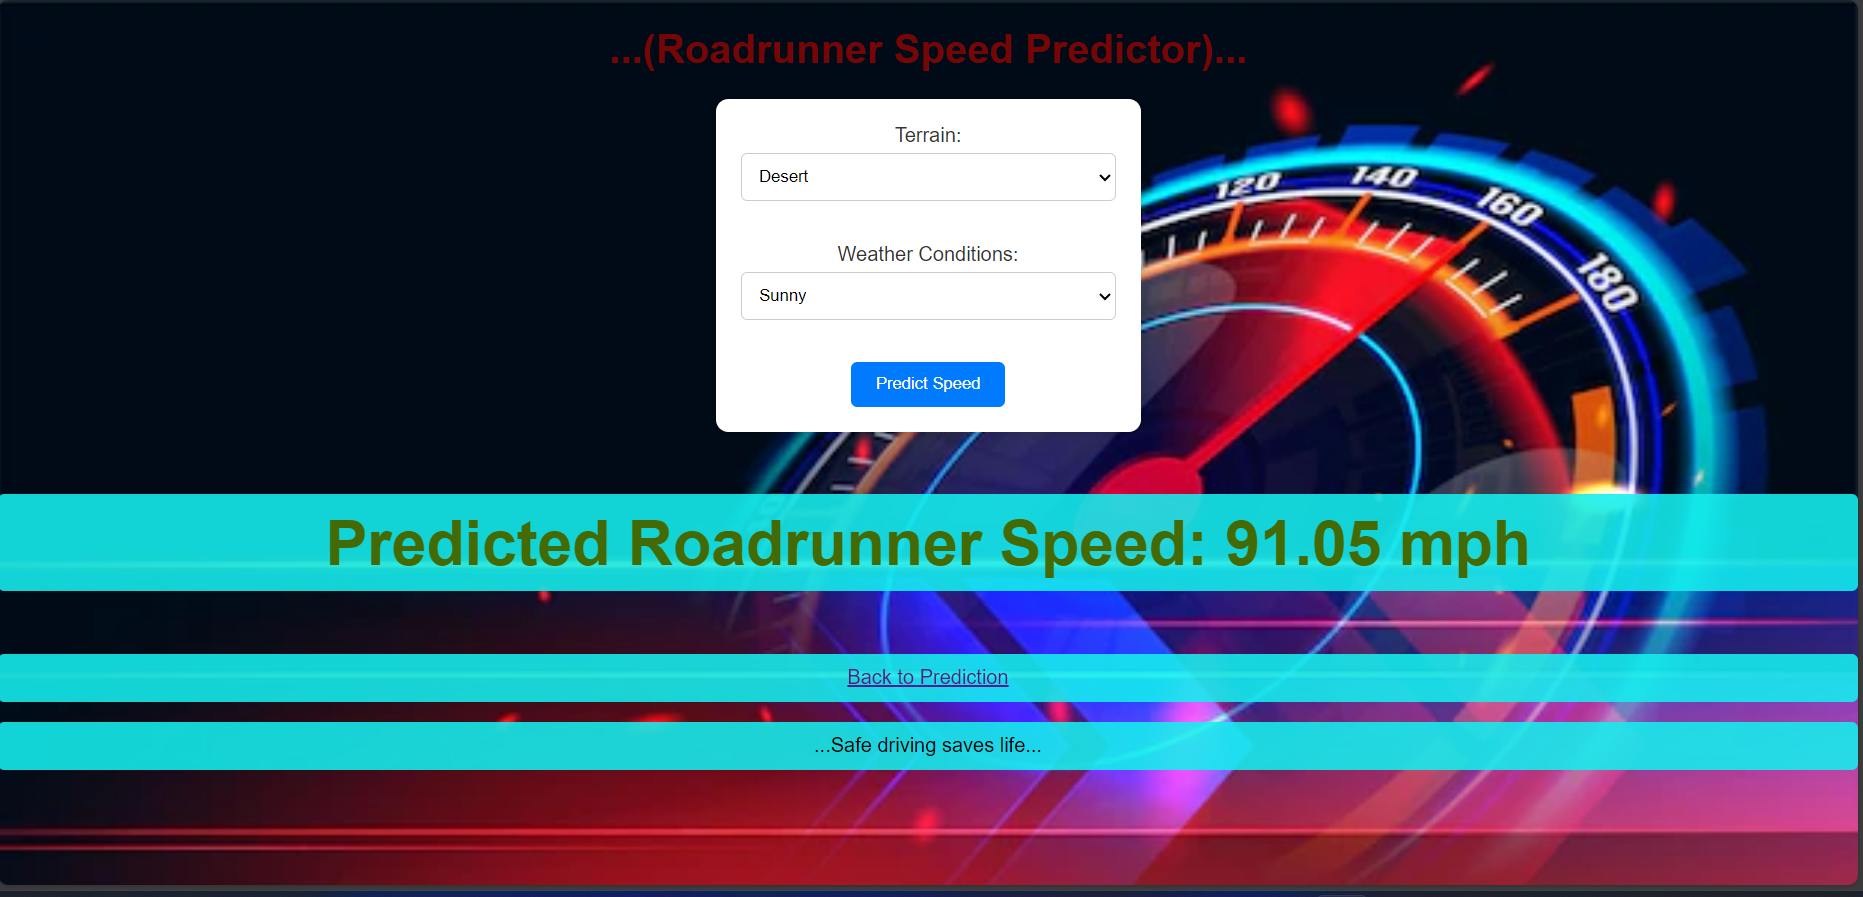 ...(Roadrunner Speed Predictor)...
Terrain:
Desert
Weather Conditions:
Sunny
Predict Speed
120
140
160
180
Predicted Roadrunner Speed: 91.05 mph
Back to Prediction
...Safe driving saves life...